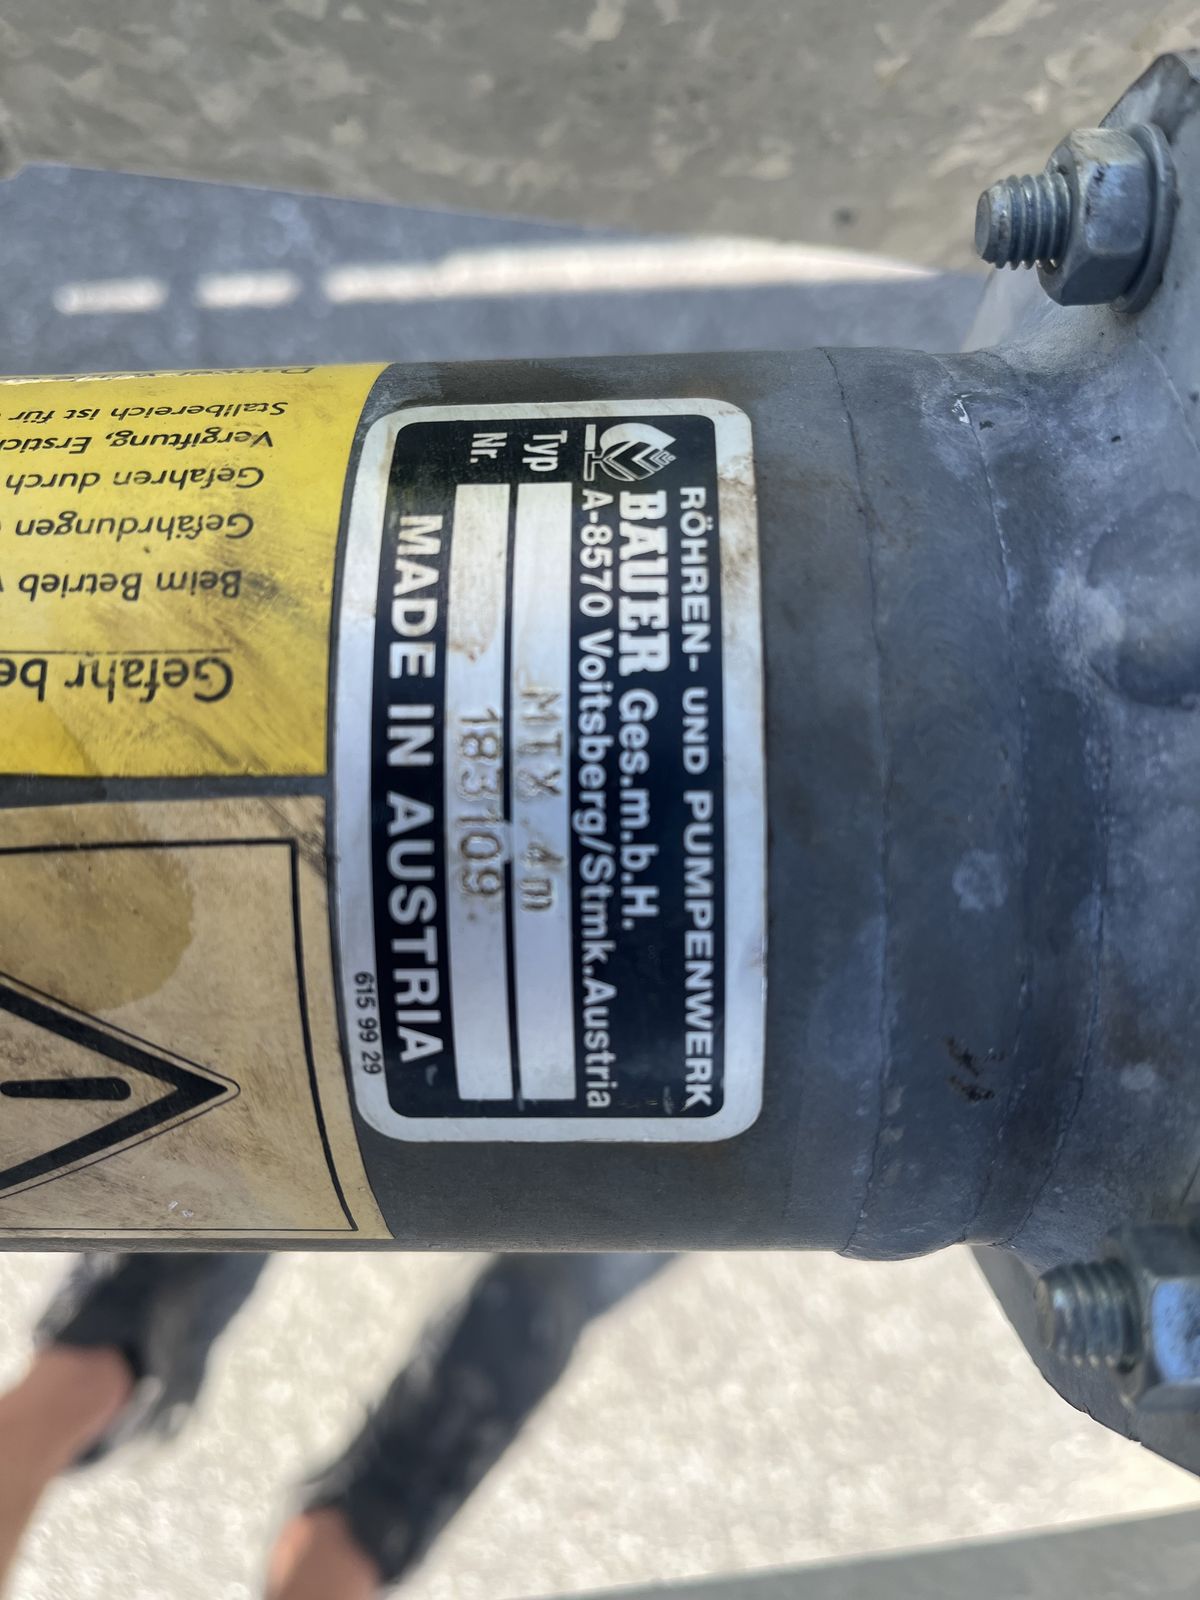 RÖHREN- UND PUMPENWERK
BAUER Ges.m.b.H.
A-8570 Voitsberg/Stmk.Austria
Typ MIX 4m
Nr. 183109
MADE IN AUSTRIA
615 99 29
Gefahr be
Beim Betrieb
Gefährdungen
Gefahren durch
Vergiftung, Erstic
Stallbereich ist für